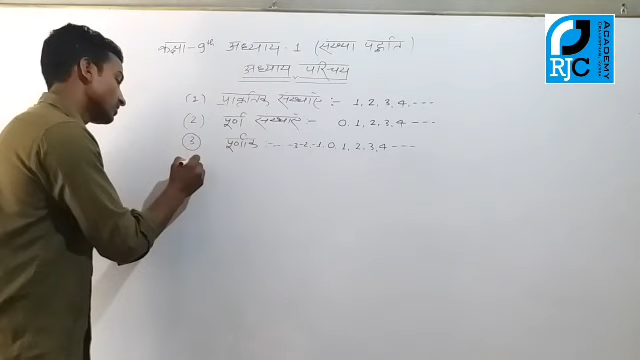 कक्षा - 9th अध्याय - 1 (संख्या पद्धति)
अध्याय परिचय
(1) प्राकृतिक संख्याएँ :- 1, 2, 3, 4, ---
(2) पूर्ण संख्याएँ :- 0, 1, 2, 3, 4 ---
(3) पूर्णांक :- ... -3 -2, -1, 0, 1, 2, 3, 4 ---
RJC
ACADEMY